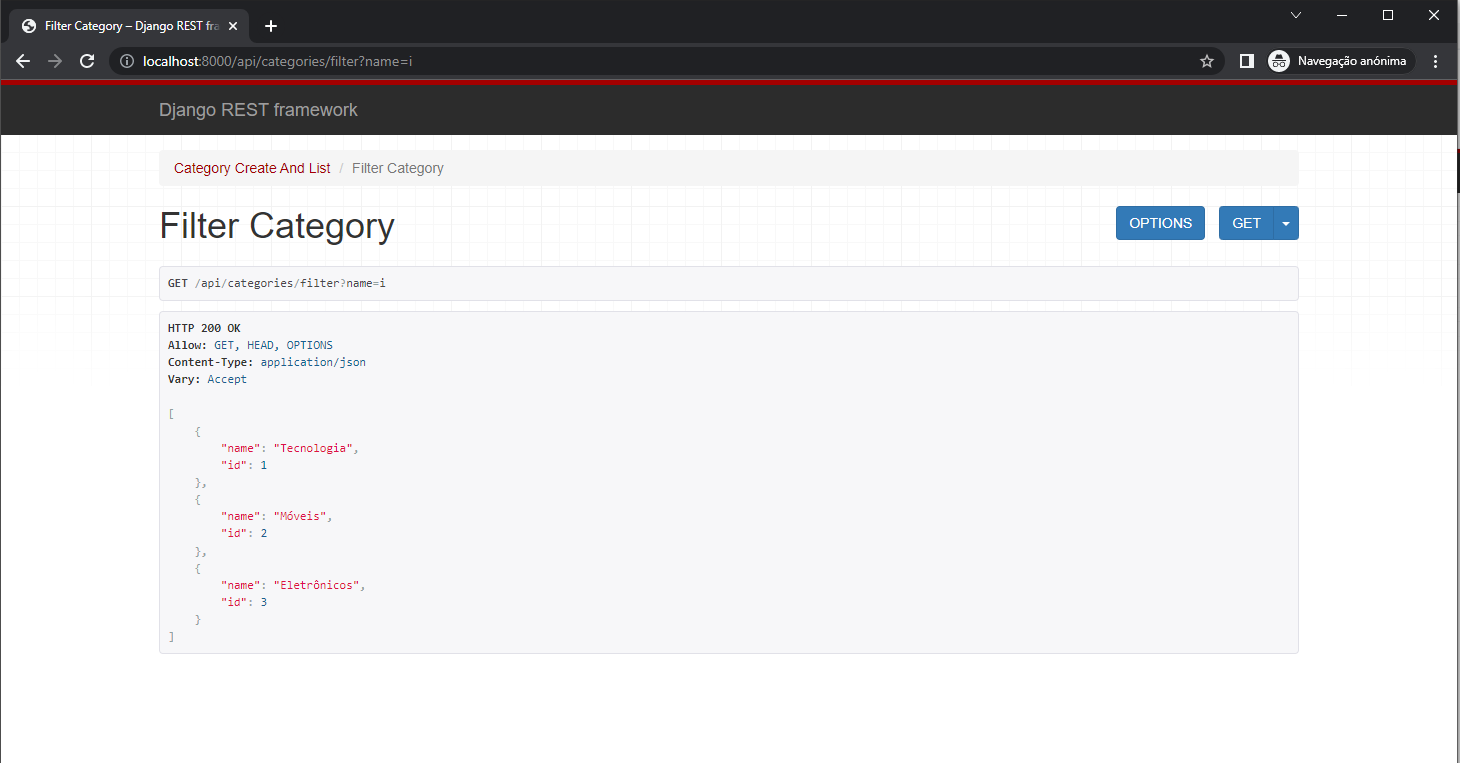 Filter Category – Django REST fra
localhost:8000/api/categories/filter?name=i
Navegação anónima
Django REST framework
Category Create And List / Filter Category
Filter Category
OPTIONS
GET
GET /api/categories/filter?name=i
HTTP 200 OK
Allow: GET, HEAD, OPTIONS
Content-Type: application/json
Vary: Accept
[
    {
        "name": "Tecnologia",
        "id": 1
    },
    {
        "name": "Móveis",
        "id": 2
    },
    {
        "name": "Eletrônicos",
        "id": 3
    }
]